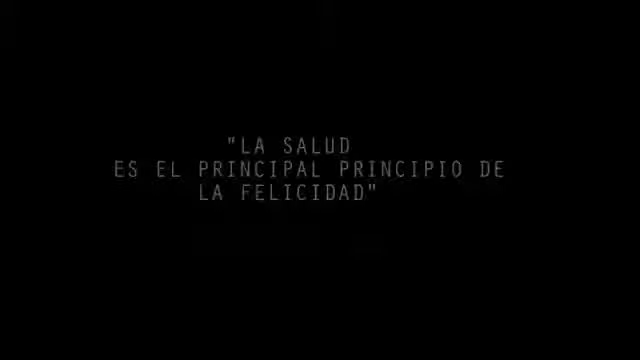 "LA SALUD
ES EL PRINCIPAL PRINCIPIO DE
LA FELICIDAD"